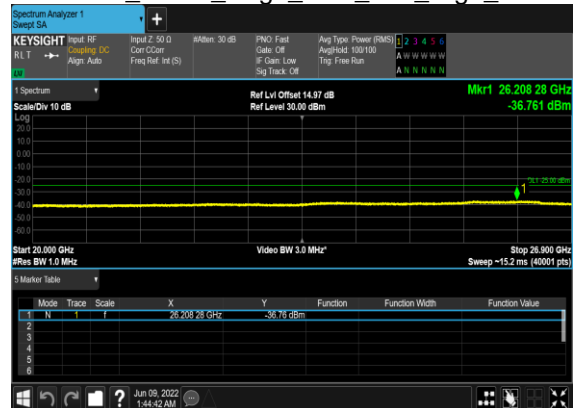 Spectrum Analyzer 1
Swept SA
+
KEYSIGHT Input: RF Input Z: 50 Ω #Atten: 30 dB PNO: Fast Avg Type: Power (RMS) 1 2 3 4 5 6
RLT Coupling: DC Corr CCorr Gate: Off Avg|Hold: 100/100 A W W W W W
Align: Auto Freq Ref: Int (S) IF Gain: Low Trig: Free Run
Sig Track: Off A N N N N N
LW
1 Spectrum Ref Lvl Offset 14.97 dB Mkr1 26.208 28 GHz
Scale/Div 10 dB Ref Level 30.00 dBm -36.761 dBm
Log
20.0
10.0
0.00
-10.0
-20.0
DL1 -25.00 dBm
-30.0
1
-40.0
-50.0
-60.0
Start 20.000 GHz Video BW 3.0 MHz* Stop 26.900 GHz
#Res BW 1.0 MHz Sweep ~15.2 ms (40001 pts)
5 Marker Table
Mode Trace Scale X Y Function Function Width Function Value
1 N 1 f 26.208 28 GHz -36.76 dBm
2
3
4
5
6
? Jun 09, 2022
1:44:42 AM